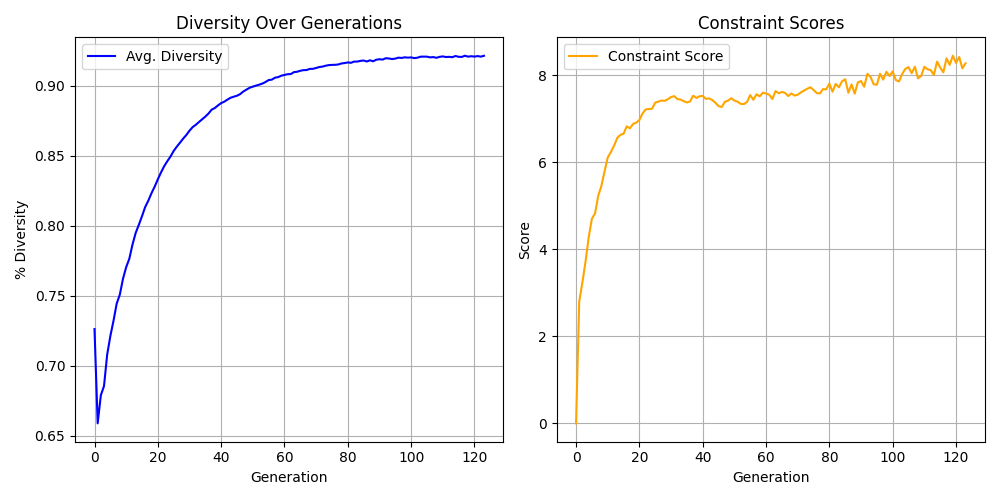 Diversity Over Generations
Avg. Diversity
% Diversity
0.90
0.85
0.80
0.75
0.70
0.65
0 20 40 60 80 100 120
Generation
Constraint Scores
Constraint Score
Score
8
6
4
2
0
0 20 40 60 80 100 120
Generation